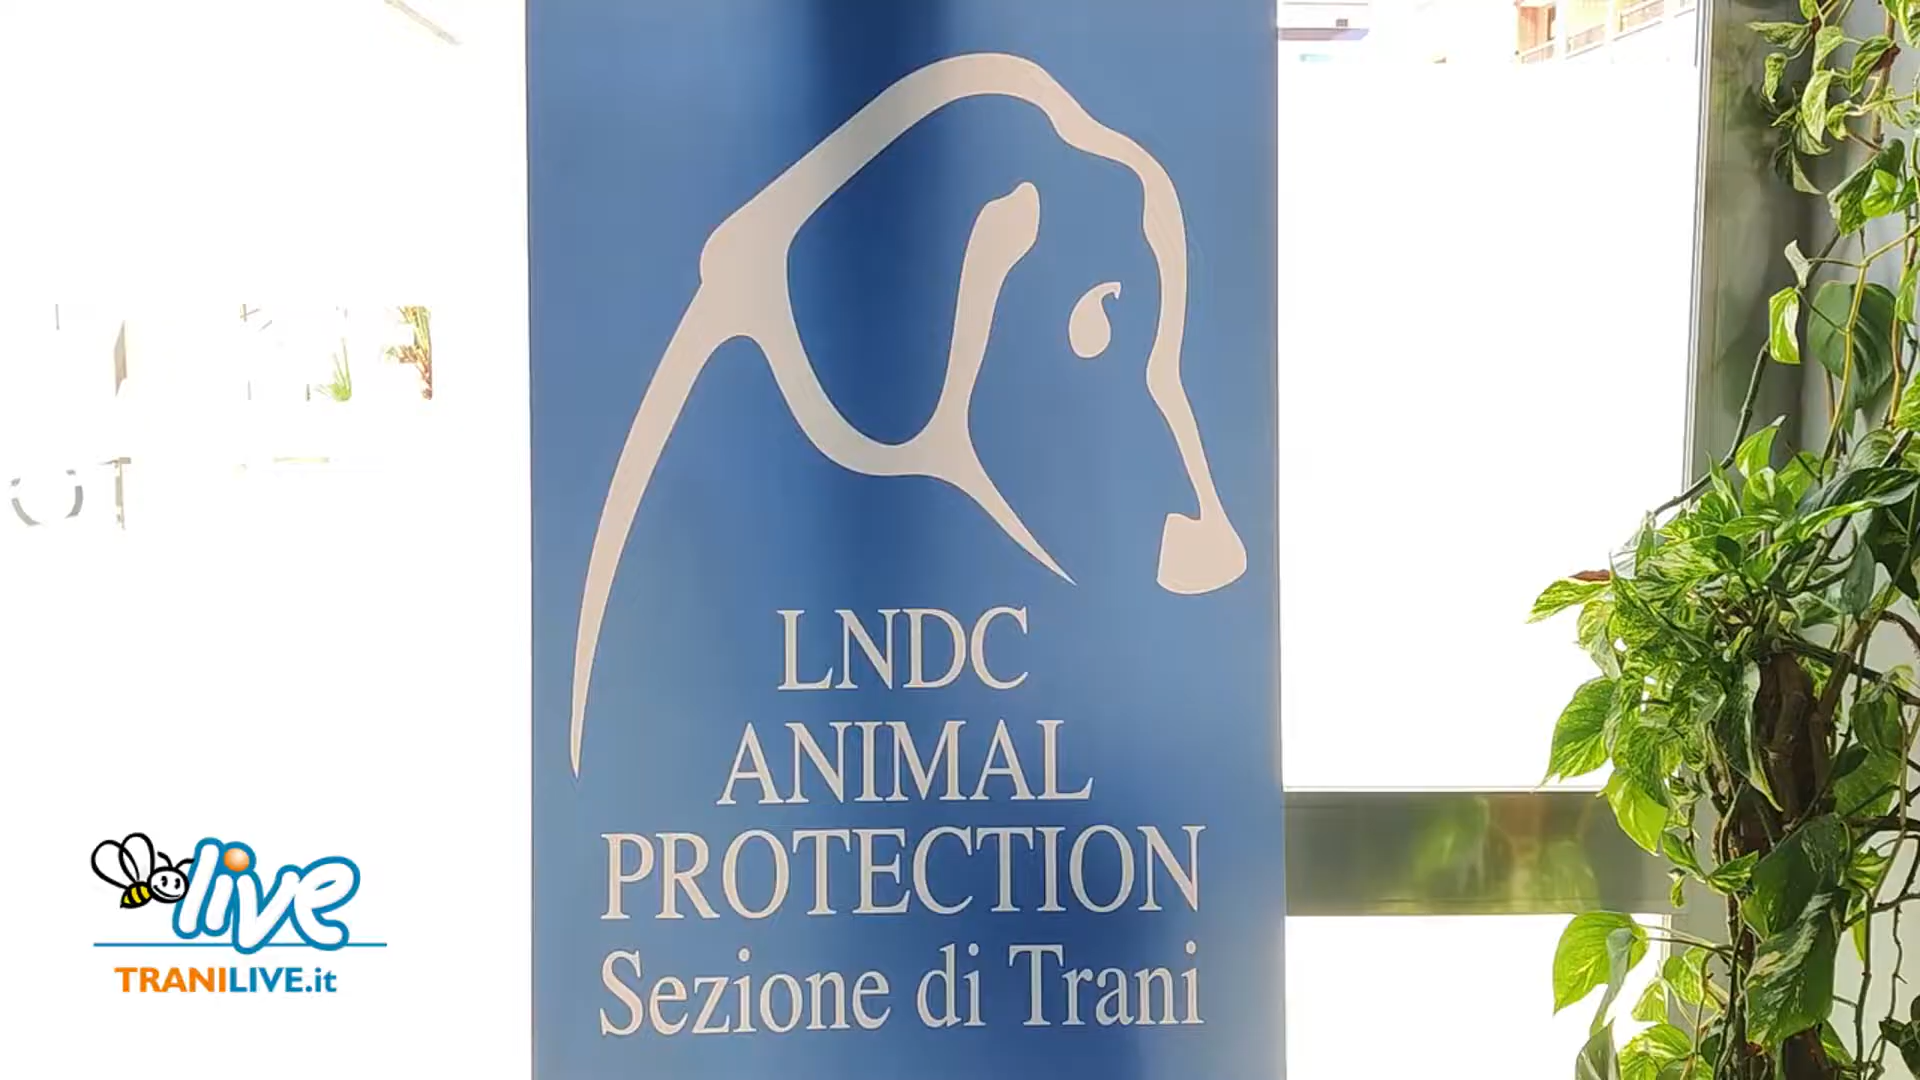 LNDC
ANIMAL
PROTECTION
Sezione di Trani
live
TRANILIVE.it